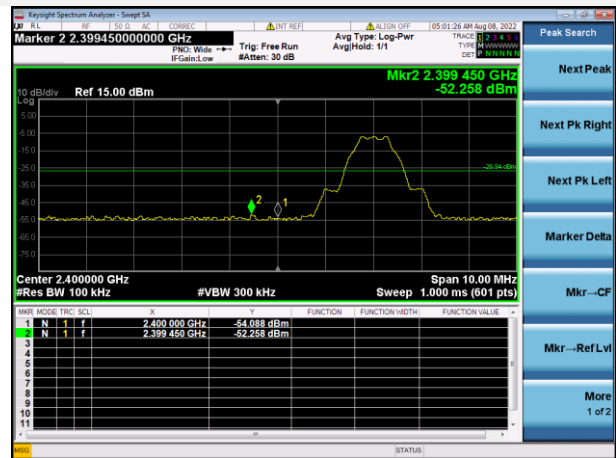 Keysight Spectrum Analyzer - Swept SA
RL RF 50 Ω AC CORREC INT REF ALIGN OFF 05:01:26 AM Aug 08, 2022
Marker 2 2.399450000000 GHz
PNO: Wide
IFGain:Low
Trig: Free Run
#Atten: 30 dB
Avg Type: Log-Pwr
Avg|Hold: 1/1
TRACE 1 2 3 4 5 6
TYPE M W W W W W
DET P N N N N N
Mkr2 2.399 450 GHz
-52.258 dBm
10 dB/div Ref 15.00 dBm
Log
5.00
-5.00
-15.0
-25.0
-35.0
-45.0
-55.0
-65.0
-75.0
-26.94 dBm
2
1
Center 2.400000 GHz Span 10.00 MHz
#Res BW 100 kHz #VBW 300 kHz Sweep 1.000 ms (601 pts)
MKR MODE TRC SCL X Y FUNCTION FUNCTION WIDTH FUNCTION VALUE
1 N 1 f 2.400 000 GHz -54.088 dBm
2 N 1 f 2.399 450 GHz -52.258 dBm
3
4
5
6
7
8
9
10
11
MSG STATUS
Peak Search
Next Peak
Next Pk Right
Next Pk Left
Marker Delta
Mkr→CF
Mkr→Ref Lvl
More
1 of 2